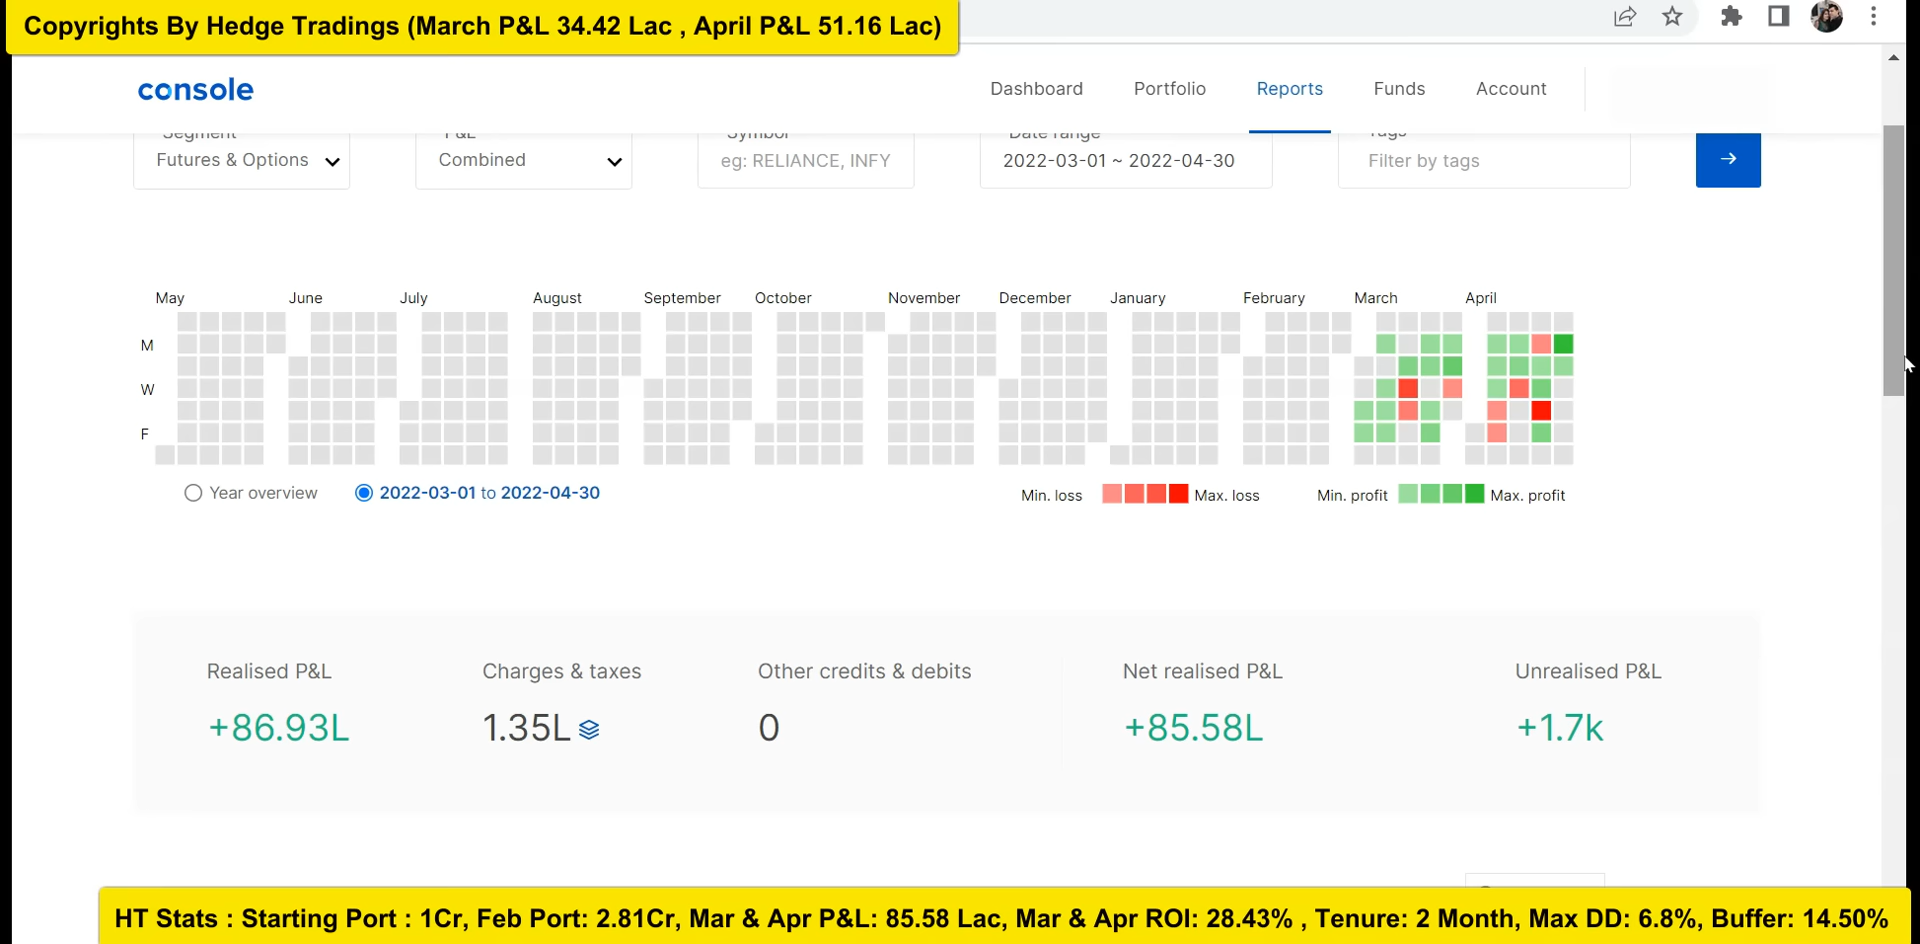 Copyrights By Hedge Tradings (March P&L 34.42 Lac , April P&L 51.16 Lac)
console
Dashboard Portfolio Reports Funds Account
Segment P&L Symbol Date range Tags
Futures & Options Combined eg: RELIANCE, INFY 2022-03-01 ~ 2022-04-30 Filter by tags
May June July August September October November December January February March April
M
W
F
Year overview 2022-03-01 to 2022-04-30 Min. loss Max. loss Min. profit Max. profit
Realised P&L Charges & taxes Other credits & debits Net realised P&L Unrealised P&L
+86.93L 1.35L 0 +85.58L +1.7k
HT Stats : Starting Port : 1Cr, Feb Port: 2.81Cr, Mar & Apr P&L: 85.58 Lac, Mar & Apr ROI: 28.43% , Tenure: 2 Month, Max DD: 6.8%, Buffer: 14.50%